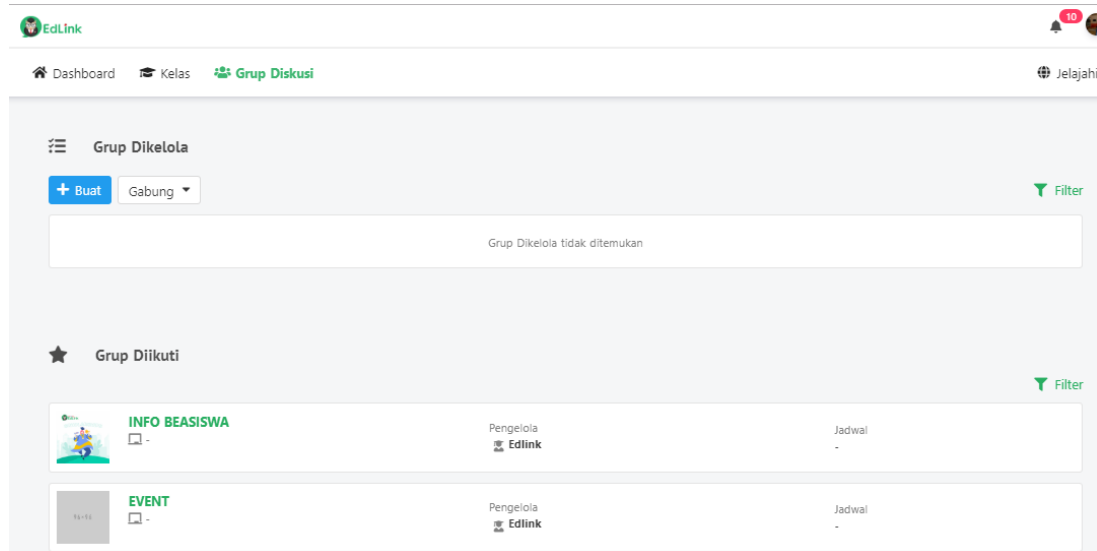 EdLink
10
Dashboard Kelas Grup Diskusi Jelajahi
Grup Dikelola
+ Buat Gabung Filter
Grup Dikelola tidak ditemukan
Grup Diikuti
Filter
INFO BEASISWA Pengelola Jadwal
- Edlink -
EVENT Pengelola Jadwal
- Edlink -